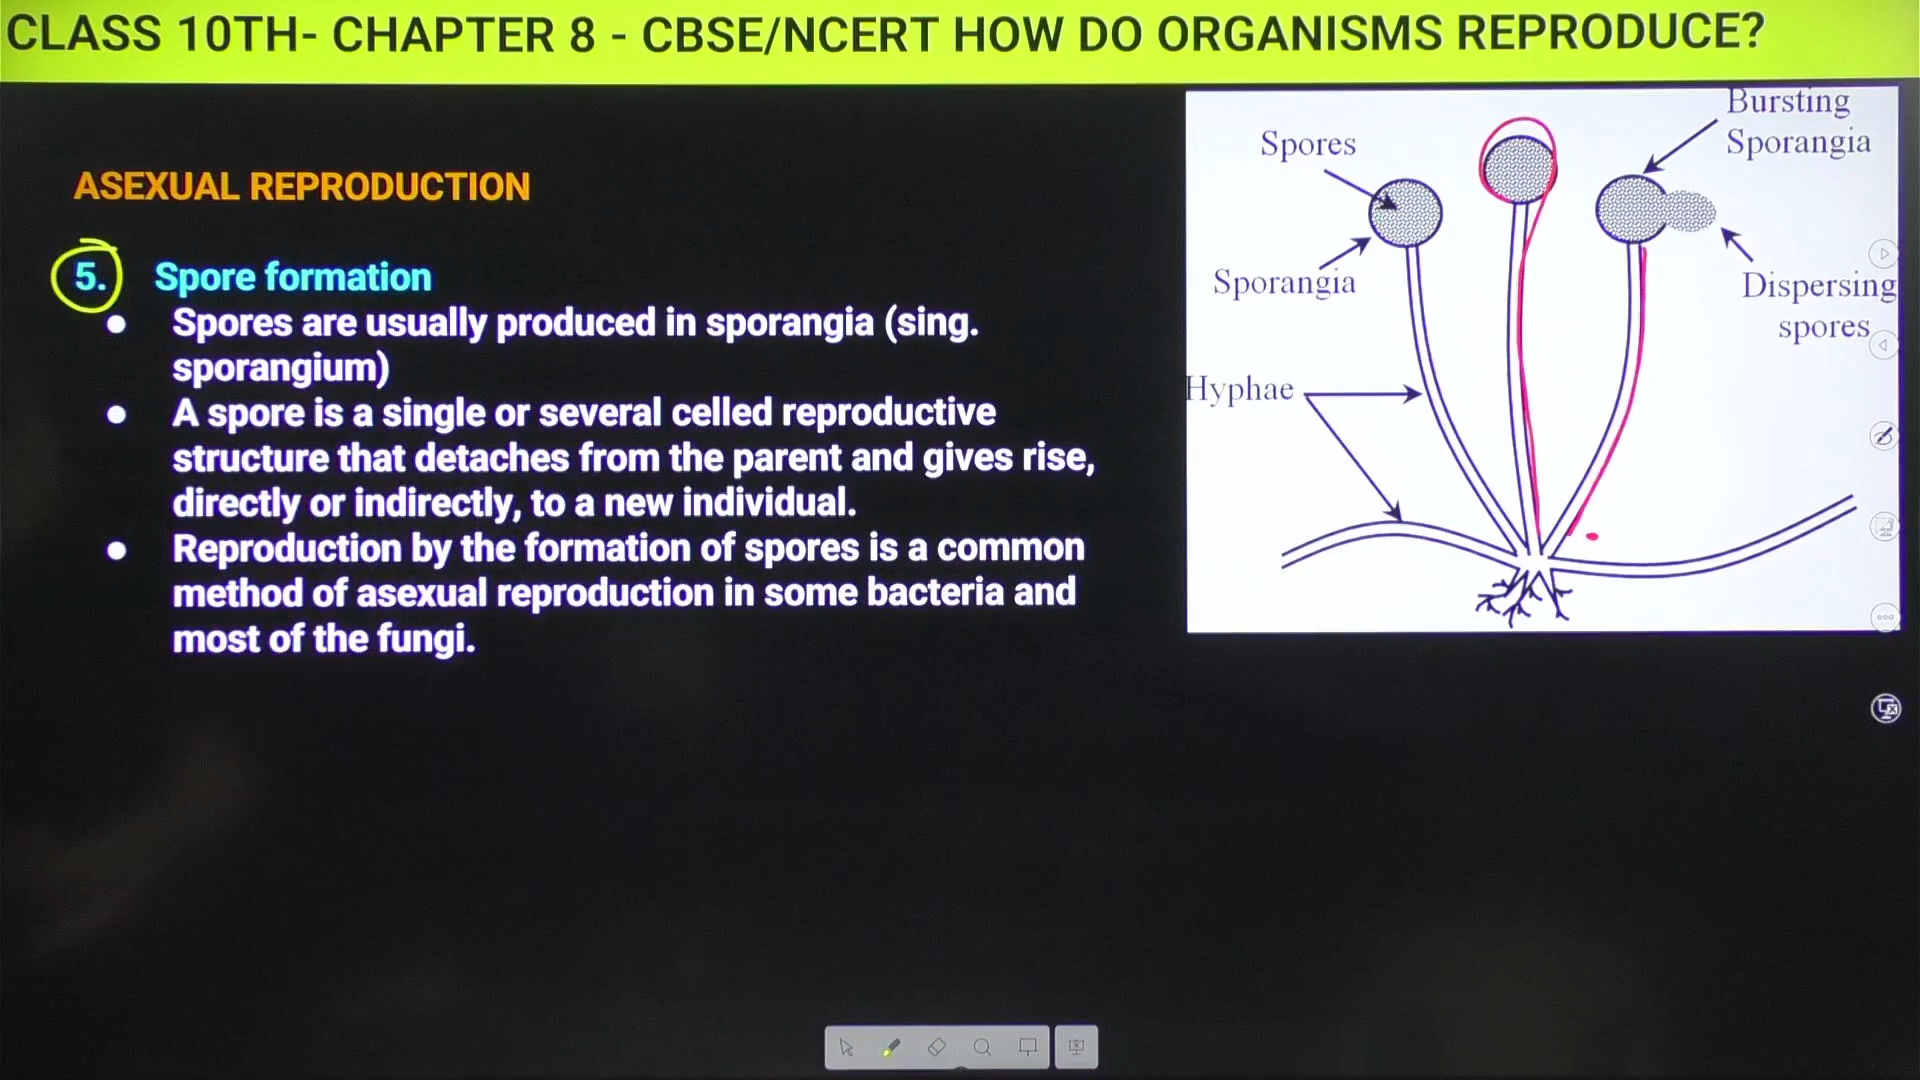 CLASS 10TH- CHAPTER 8 - CBSE/NCERT HOW DO ORGANISMS REPRODUCE?
ASEXUAL REPRODUCTION
5. Spore formation
● Spores are usually produced in sporangia (sing.
sporangium)
● A spore is a single or several celled reproductive
structure that detaches from the parent and gives rise,
directly or indirectly, to a new individual.
● Reproduction by the formation of spores is a common
method of asexual reproduction in some bacteria and
most of the fungi.
Bursting
Sporangia
Spores
Sporangia
Dispersing
spores
Hyphae